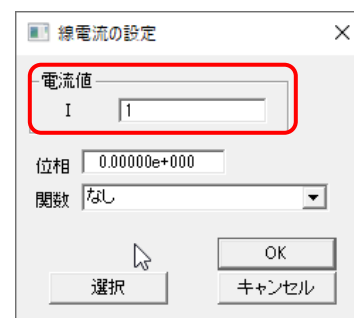 線電流の設定
電流値
I 1
位相 0.00000e+000
関数 なし
OK
選択 キャンセル